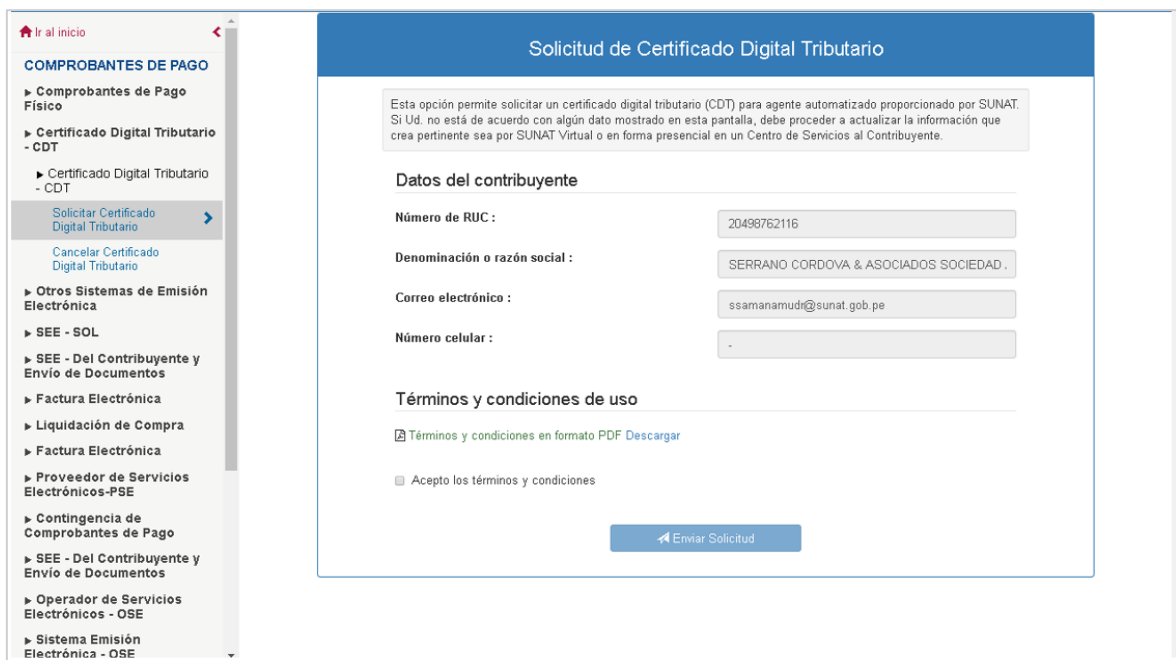 Ir al inicio
COMPROBANTES DE PAGO
Comprobantes de Pago
Físico
Certificado Digital Tributario
- CDT
Certificado Digital Tributario
- CDT
Solicitar Certificado
Digital Tributario
Cancelar Certificado
Digital Tributario
Otros Sistemas de Emisión
Electrónica
SEE - SOL
SEE - Del Contribuyente y
Envío de Documentos
Factura Electrónica
Liquidación de Compra
Factura Electrónica
Proveedor de Servicios
Electrónicos-PSE
Contingencia de
Comprobantes de Pago
SEE - Del Contribuyente y
Envío de Documentos
Operador de Servicios
Electrónicos - OSE
Sistema Emisión
Electrónica - OSE
Solicitud de Certificado Digital Tributario
Esta opción permite solicitar un certificado digital tributario (CDT) para agente automatizado proporcionado por SUNAT.
Si Ud. no está de acuerdo con algún dato mostrado en esta pantalla, debe proceder a actualizar la información que
crea pertinente sea por SUNAT Virtual o en forma presencial en un Centro de Servicios al Contribuyente.
Datos del contribuyente
Número de RUC : 20498762116
Denominación o razón social : SERRANO CORDOVA & ASOCIADOS SOCIEDAD .
Correo electrónico : ssamanamudr@sunat.gob.pe
Número celular : -
Términos y condiciones de uso
Términos y condiciones en formato PDF Descargar
Acepto los términos y condiciones
Enviar Solicitud